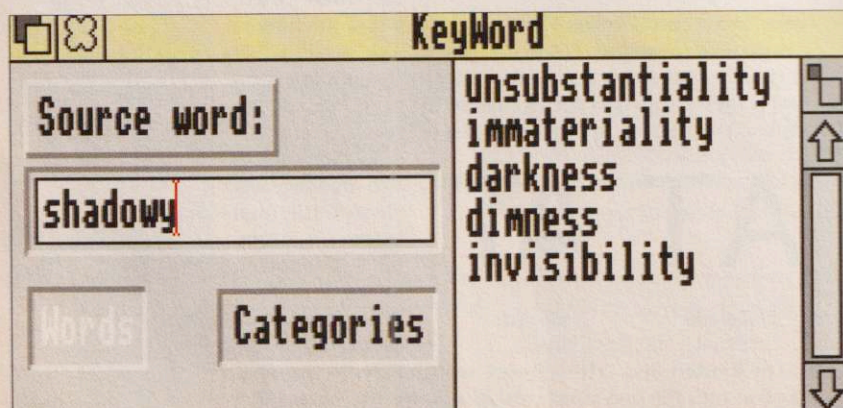 KeyWord
Source word:
shadowy
Words
Categories
unsubstantiality
immateriality
darkness
dimness
invisibility